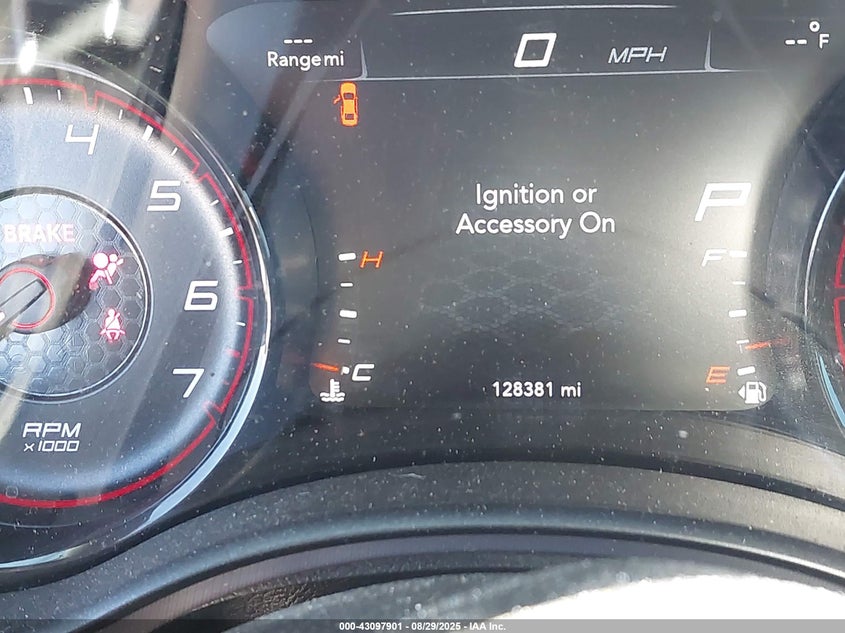 ---
Range mi
0 MPH
--°F
4
5
6
7
BRAKE
RPM
x1000
Ignition or
Accessory On
P
H
C
F
E
128381 mi
000-43097901 - 08/29/2025 - IAA Inc.